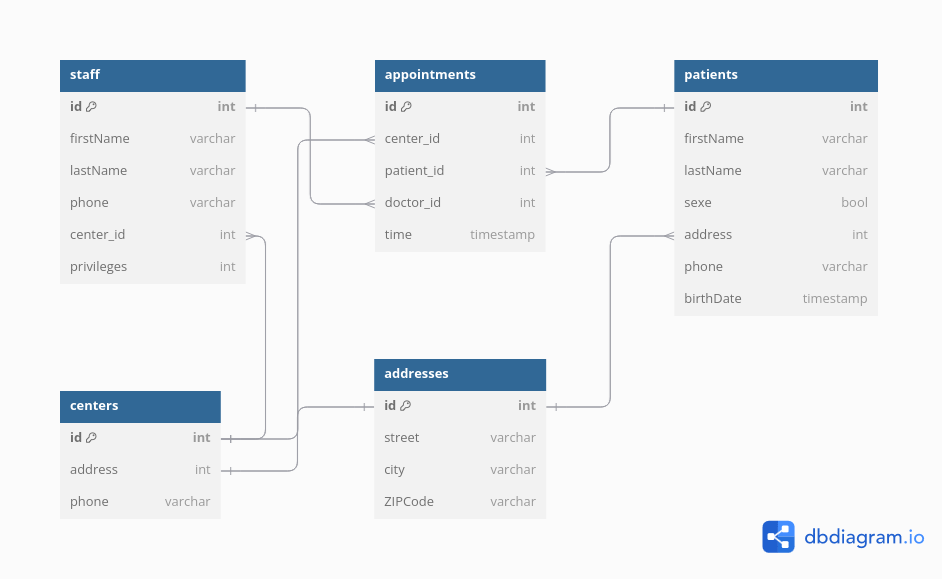 staff
id int
firstName varchar
lastName varchar
phone varchar
center_id int
privileges int
appointments
id int
center_id int
patient_id int
doctor_id int
time timestamp
patients
id int
firstName varchar
lastName varchar
sexe bool
address int
phone varchar
birthDate timestamp
centers
id int
address int
phone varchar
addresses
id int
street varchar
city varchar
ZIPCode varchar
dbdiagram.io